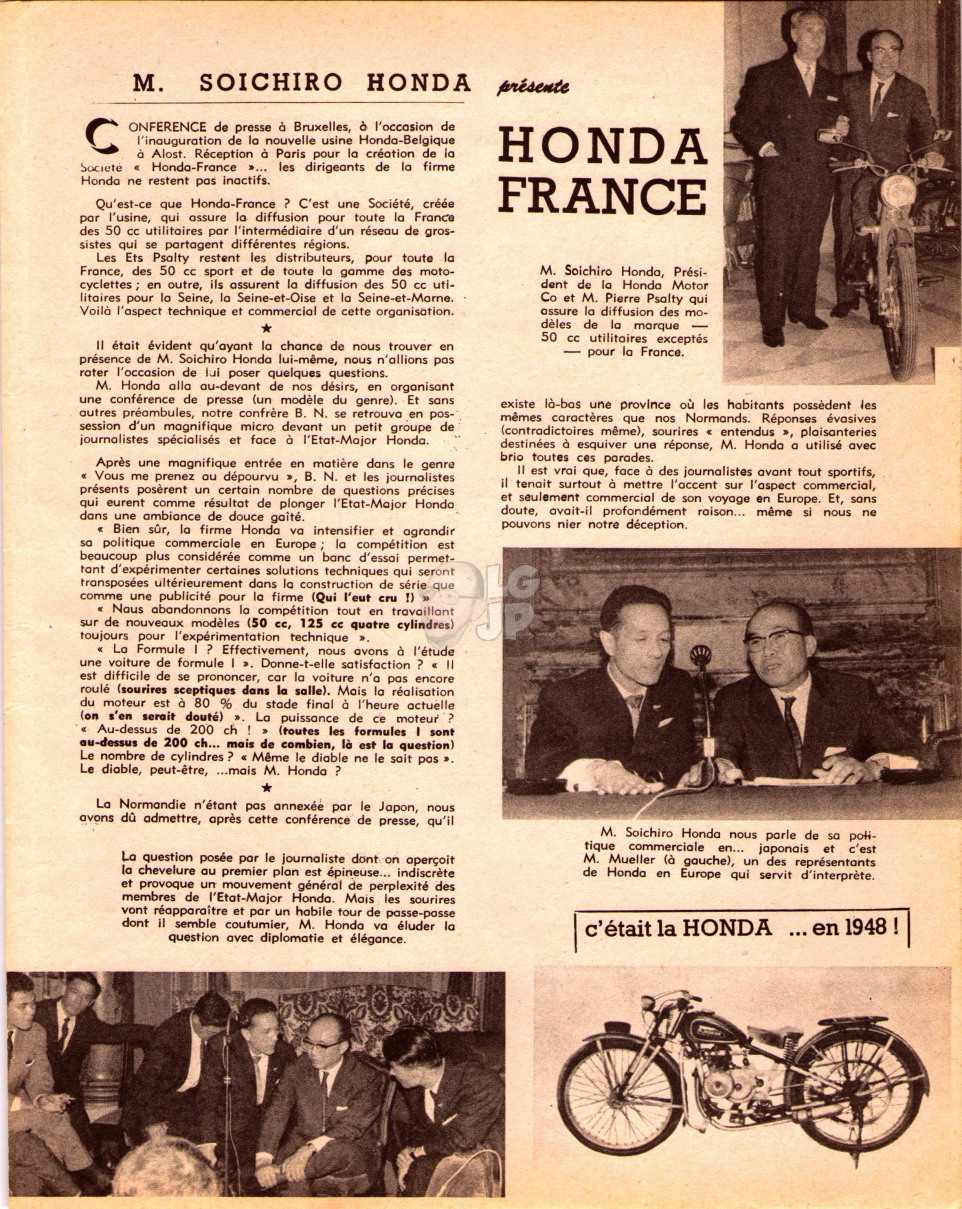 M. SOICHIRO HONDA présente
HONDA
FRANCE
CONFERENCE de presse à Bruxelles, à l'occasion de
l'inauguration de la nouvelle usine Honda-Belgique
à Alost. Réception à Paris pour la création de la
Société « Honda-France »... les dirigeants de la firme
Honda ne restent pas inactifs.
Qu'est-ce que Honda-France ? C'est une Société, créée
par l'usine, qui assure la diffusion pour toute la France
des 50 cc utilitaires par l'intermédiaire d'un réseau de gros-
sistes qui se partagent différentes régions.
Les Ets Psalty restent les distributeurs, pour toute la
France, des 50 cc sport et de toute la gamme des moto-
cyclettes ; en outre, ils assurent la diffusion des 50 cc uti-
litaires pour la Seine, la Seine-et-Oise et la Seine-et-Marne.
Voilà l'aspect technique et commercial de cette organisation.
★
Il était évident qu'ayant la chance de nous trouver en
présence de M. Soichiro Honda lui-même, nous n'allions pas
rater l'occasion de lui poser quelques questions.
M. Honda alla au-devant de nos désirs, en organisant
une conférence de presse (un modèle du genre). Et sans
autres préambules, notre confrère B. N. se retrouva en pos-
session d'un magnifique micro devant un petit groupe de
journalistes spécialisés et face à l'Etat-Major Honda.
Après une magnifique entrée en matière dans le genre
« Vous me prenez au dépourvu », B. N. et les journalistes
présents posèrent un certain nombre de questions précises
qui eurent comme résultat de plonger l'Etat-Major Honda
dans une ambiance de douce gaîté.
« Bien sûr, la firme Honda va intensifier et agrandir
sa politique commerciale en Europe ; la compétition est
beaucoup plus considérée comme un banc d'essai permet-
tant d'expérimenter certaines solutions techniques qui seront
transposées ultérieurement dans la construction de série que
comme une publicité pour la firme (Qui l'eut cru !) »
« Nous abandonnons la compétition tout en travaillant
sur de nouveaux modèles (50 cc, 125 cc quatre cylindres)
toujours pour l'expérimentation technique ».
« La Formule I ? Effectivement, nous avons à l'étude
une voiture de formule I ». Donne-t-elle satisfaction ? « Il
est difficile de se prononcer, car la voiture n'a pas encore
roulé (sourires sceptiques dans la salle). Mais la réalisation
du moteur est à 80 % du stade final à l'heure actuelle
(on s'en serait douté) ». La puissance de ce moteur ?
« Au-dessus de 200 ch ! » (toutes les formules I sont
au-dessus de 200 ch... mais de combien, là est la question)
Le nombre de cylindres ? « Même le diable ne le sait pas ».
Le diable, peut-être, ...mais M. Honda ?
★
La Normandie n'étant pas annexée par le Japon, nous
avons dû admettre, après cette conférence de presse, qu'il
existe là-bas une province où les habitants possèdent les
mêmes caractères que nos Normands. Réponses évasives
(contradictoires même), sourires « entendus », plaisanteries
destinées à esquiver une réponse, M. Honda a utilisé avec
brio toutes ces parades.
Il est vrai que, face à des journalistes avant tout sportifs,
il tenait surtout à mettre l'accent sur l'aspect commercial,
et seulement commercial de son voyage en Europe. Et, sans
doute, avait-il profondément raison... même si nous ne
pouvons nier notre déception.
M. Soichiro Honda, Prési-
dent de la Honda Motor
Co et M. Pierre Psalty qui
assure la diffusion des mo-
dèles de la marque —
50 cc utilitaires exceptés
— pour la France.
LG
JP
M. Soichiro Honda nous parle de sa poli-
tique commerciale en... japonais et c'est
M. Mueller (à gauche), un des représentants
de Honda en Europe qui servit d'interprète.
La question posée par le journaliste dont on aperçoit
la chevelure au premier plan est épineuse... indiscrète
et provoque un mouvement général de perplexité des
membres de l'Etat-Major Honda. Mais les sourires
vont réapparaître et par un habile tour de passe-passe
dont il semble coutumier, M. Honda va éluder la
question avec diplomatie et élégance.
c'était la HONDA ... en 1948 !